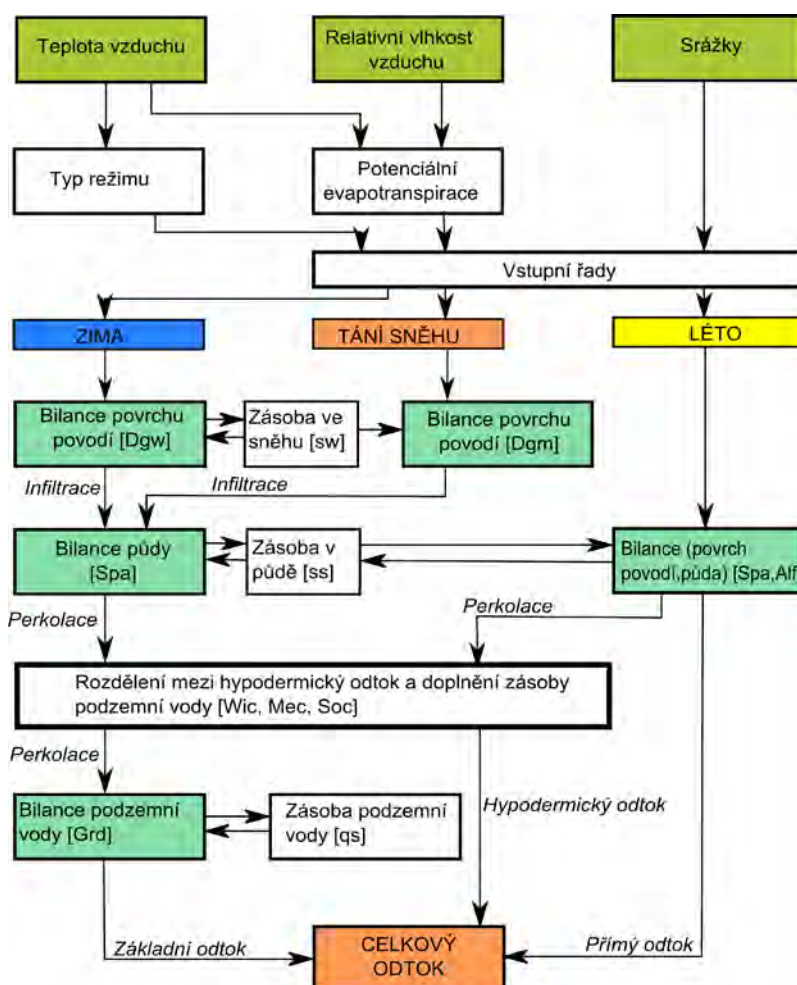 Teplota vzduchu
Relativní vlhkost
vzduchu
Srážky
Typ režimu
Potenciální
evapotranspirace
Vstupní řady
ZIMA
TÁNÍ SNĚHU
LÉTO
Bilance povrchu
povodí [Dgw]
Zásoba ve
sněhu [sw]
Bilance povrchu
povodí [Dgm]
Infiltrace
Infiltrace
Bilance půdy
[Spa]
Zásoba v
půdě [ss]
Bilance (povrch
povodí,půda) [Spa,Alf
Perkolace
Perkolace
Rozdělení mezi hypodermický odtok a doplnění zásoby
podzemní vody [Wic, Mec, Soc]
Perkolace
Bilance podzemní
vody [Grd]
Zásoba podzemní
vody [qs]
Hypodermický odtok
Základní odtok
CELKOVÝ
ODTOK
Přímý odtok